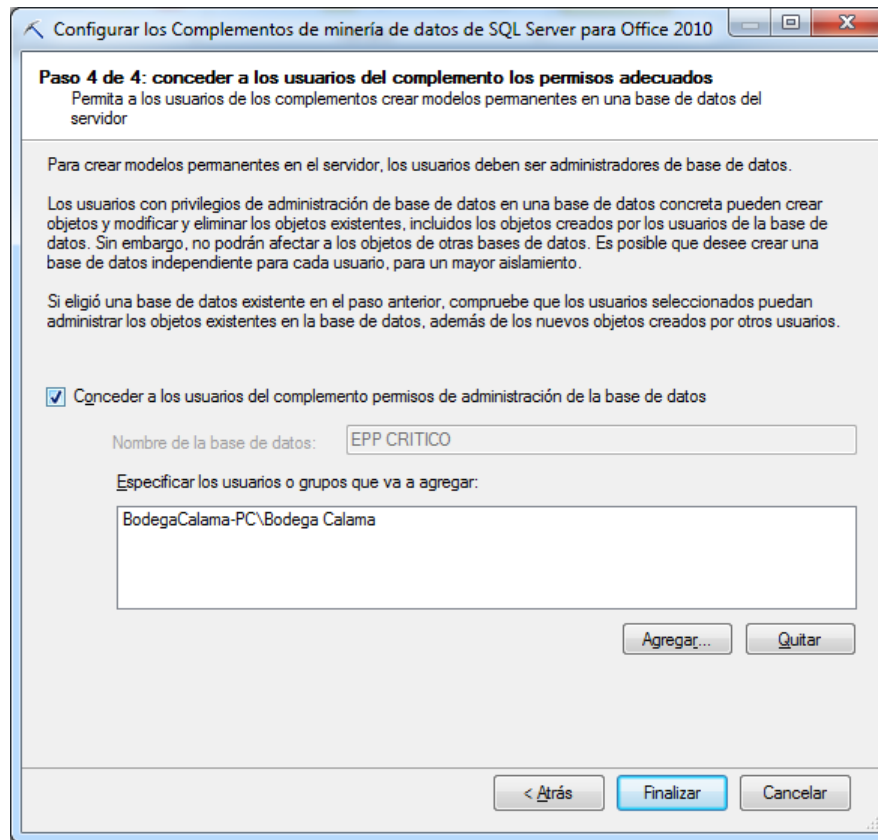 Configurar los Complementos de minería de datos de SQL Server para Office 2010
Paso 4 de 4: conceder a los usuarios del complemento los permisos adecuados
Permita a los usuarios de los complementos crear modelos permanentes en una base de datos del
servidor
Para crear modelos permanentes en el servidor, los usuarios deben ser administradores de base de datos.
Los usuarios con privilegios de administración de base de datos en una base de datos concreta pueden crear
objetos y modificar y eliminar los objetos existentes, incluidos los objetos creados por los usuarios de la base de
datos. Sin embargo, no podrán afectar a los objetos de otras bases de datos. Es posible que desee crear una
base de datos independiente para cada usuario, para un mayor aislamiento.
Si eligió una base de datos existente en el paso anterior, compruebe que los usuarios seleccionados puedan
administrar los objetos existentes en la base de datos, además de los nuevos objetos creados por otros usuarios.
Conceder a los usuarios del complemento permisos de administración de la base de datos
Nombre de la base de datos: EPP CRITICO
Especificar los usuarios o grupos que va a agregar:
BodegaCalama-PC\Bodega Calama
Agregar... Quitar
< Atrás Finalizar Cancelar